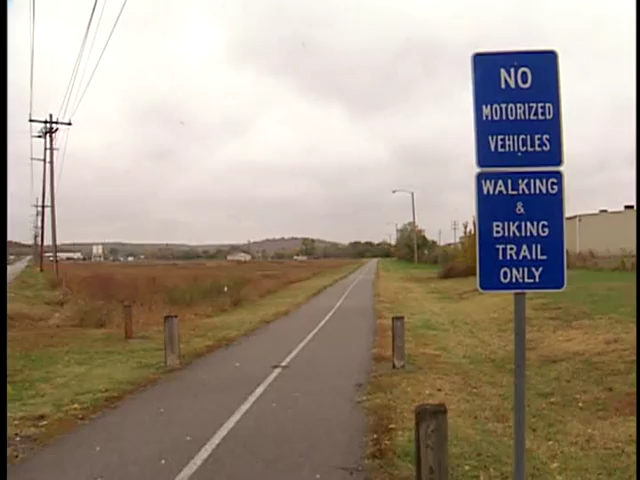 NO
MOTORIZED
VEHICLES
WALKING
&
BIKING
TRAIL
ONLY